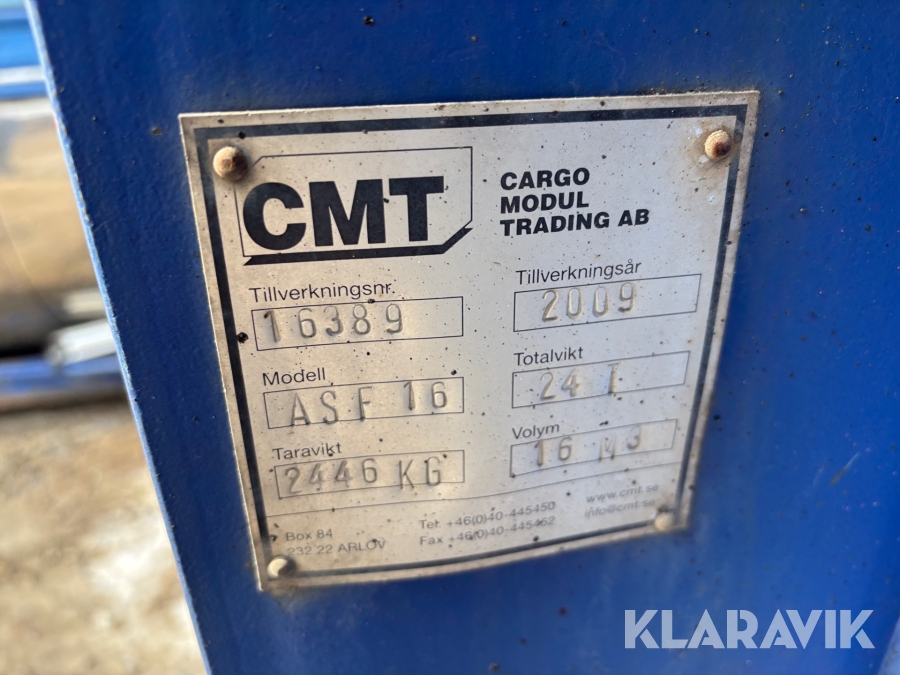 CMT
CARGO
MODUL
TRADING AB
Tillverkningsnr.
16389
Tillverkningsår
2009
Modell
ASF 16
Totalvikt
24 T
Taravikt
2446 KG
Volym
16 M3
Box 84
232 22 ARLÖV
Tel: +46(0)40-445450
Fax +46(0)40-445452
www.cmt.se
info@cmt.se
KLARAVIK